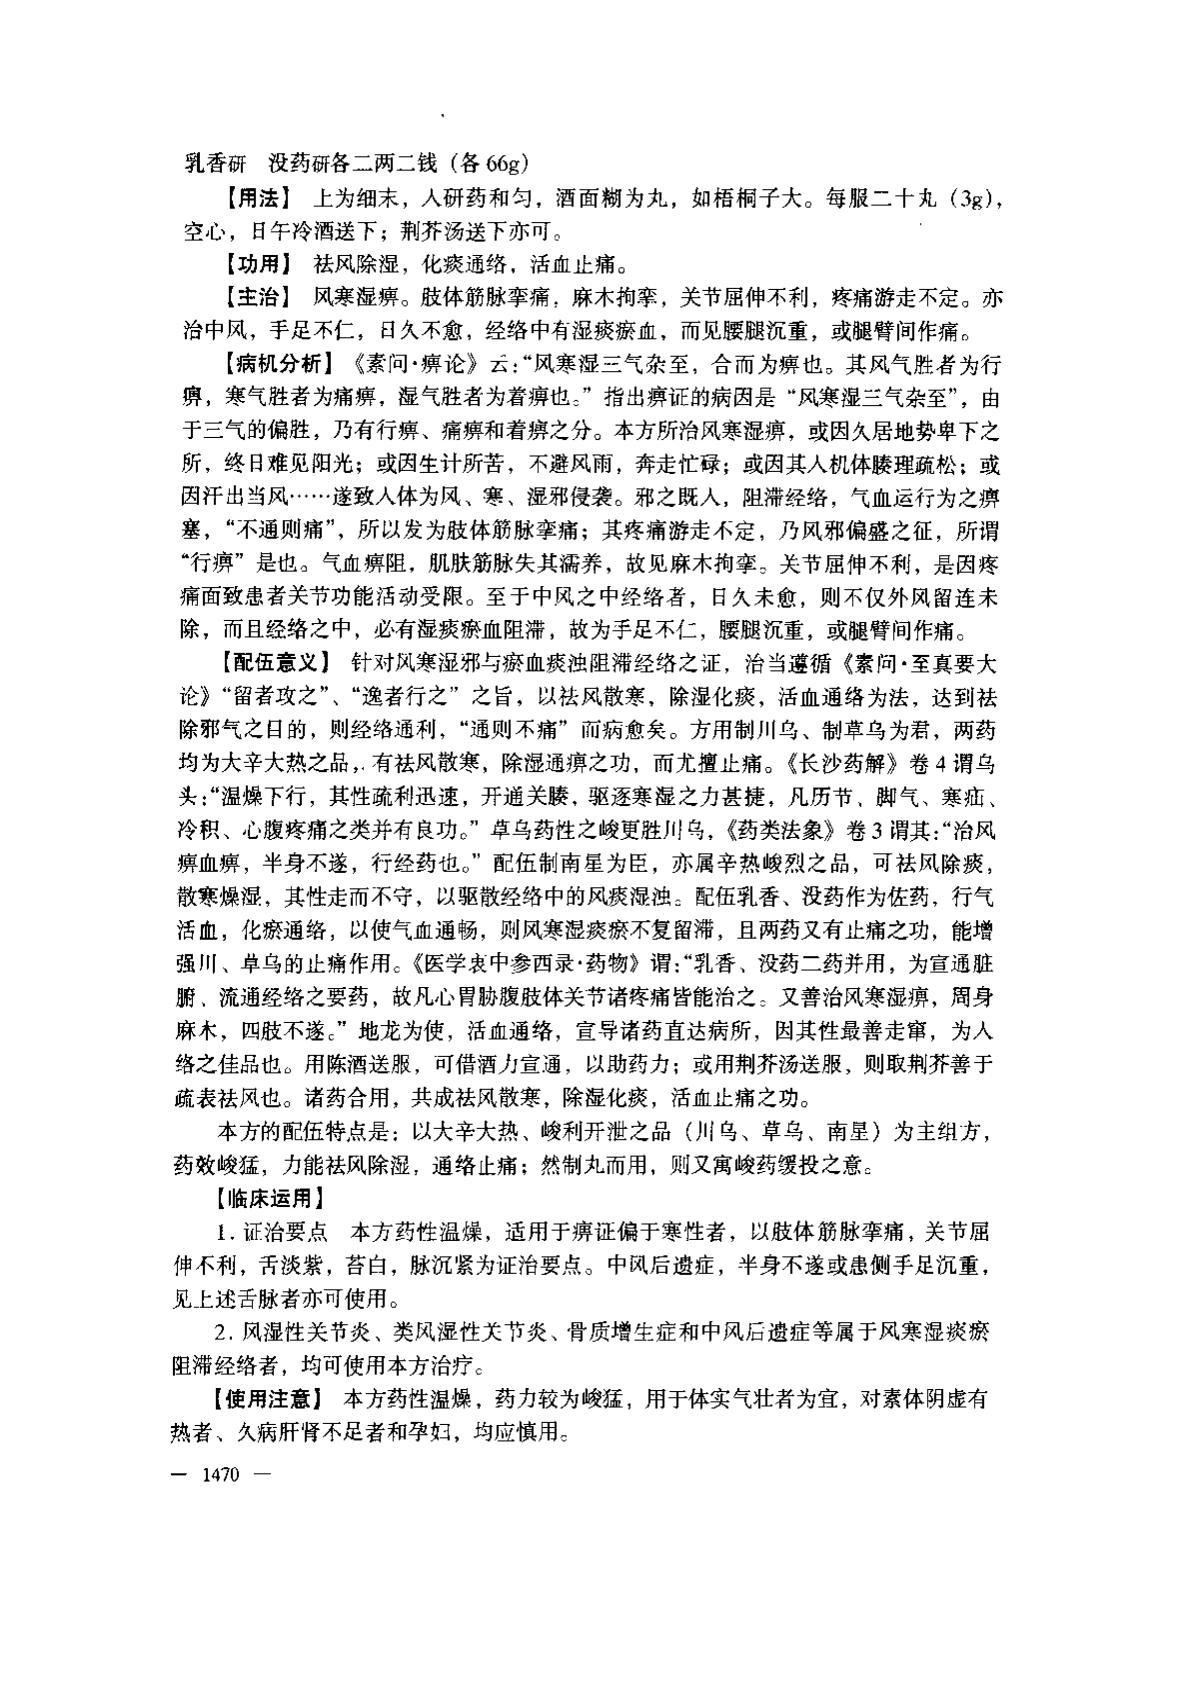 乳香研　没药研各二两二钱（各 66g）
【用法】　上为细末，人研药和匀，酒面糊为丸，如梧桐子大。每服二十丸（3g），
空心，日午冷酒送下；荆芥汤送下亦可。
【功用】　祛风除湿，化痰通络，活血止痛。
【主治】　风寒湿痹。肢体筋脉挛痛，麻木拘挛，关节屈伸不利，疼痛游走不定。亦
治中风，手足不仁，日久不愈，经络中有湿痰瘀血，而见腰腿沉重，或腿臂间作痛。
【病机分析】《素问·痹论》云：“风寒湿三气杂至，合而为痹也。其风气胜者为行
痹，寒气胜者为痛痹，湿气胜者为着痹也。”指出痹证的病因是“风寒湿三气杂至”，由
于三气的偏胜，乃有行痹、痛痹和着痹之分。本方所治风寒湿痹，或因久居地势卑下之
所，终日难见阳光；或因生计所苦，不避风雨，奔走忙碌；或因其人机体腠理疏松；或
因汗出当风……遂致人体为风、寒、湿邪侵袭。邪之既人，阻滞经络，气血运行为之痹
塞，“不通则痛”，所以发为肢体筋脉挛痛；其疼痛游走不定，乃风邪偏盛之征，所谓
“行痹”是也。气血痹阻，肌肤筋脉失其濡养，故见麻木拘挛。关节屈伸不利，是因疼
痛面致患者关节功能活动受限。至于中风之中经络者，日久未愈，则不仅外风留连未
除，而且经络之中，必有湿痰瘀血阻滞，故为手足不仁，腰腿沉重，或腿臂间作痛。
【配伍意义】　针对风寒湿邪与瘀血痰浊阻滞经络之证，治当遵循《素问·至真要大
论》“留者攻之”、“逸者行之”之旨，以祛风散寒，除湿化痰，活血通络为法，达到祛
除邪气之目的，则经络通利，“通则不痛”而病愈矣。方用制川乌、制草乌为君，两药
均为大辛大热之品，有祛风散寒，除湿通痹之功，而尤擅止痛。《长沙药解》卷 4 谓乌
头：“温燥下行，其性疏利迅速，开通关腠，驱逐寒湿之力甚捷，凡历节、脚气、寒疝、
冷积、心腹疼痛之类并有良功。”草乌药性之峻更胜川乌，《药类法象》卷 3 谓其：“治风
痹血痹，半身不遂，行经药也。”配伍制南星为臣，亦属辛热峻烈之品，可祛风除痰，
散寒燥湿，其性走而不守，以驱散经络中的风痰湿浊。配伍乳香、没药作为佐药，行气
活血，化瘀通络，以使气血通畅，则风寒湿痰瘀不复留滞，且两药又有止痛之功，能增
强川、草乌的止痛作用。《医学衷中参西录·药物》谓：“乳香、没药二药并用，为宣通脏
腑、流通经络之要药，故凡心胃胁腹肢体关节诸疼痛皆能治之。又善治风寒湿痹，周身
麻木，四肢不遂。”地龙为使，活血通络，宣导诸药直达病所，因其性最善走窜，为人
络之佳品也。用陈酒送服，可借酒力宣通，以助药力；或用荆芥汤送服，则取荆芥善于
疏表祛风也。诸药合用，共成祛风散寒，除湿化痰，活血止痛之功。
本方的配伍特点是：以大辛大热、峻利开泄之品（川乌、草乌、南星）为主组方，
药效峻猛，力能祛风除湿，通络止痛；然制丸而用，则又寓峻药缓投之意。
【临床运用】
1. 证治要点　本方药性温燥，适用于痹证偏于寒性者，以肢体筋脉挛痛，关节屈
伸不利，舌淡紫，苔白，脉沉紧为证治要点。中风后遗症，半身不遂或患侧手足沉重，
见上述舌脉者亦可使用。
2. 风湿性关节炎、类风湿性关节炎、骨质增生症和中风后遗症等属于风寒湿痰瘀
阻滞经络者，均可使用本方治疗。
【使用注意】　本方药性温燥，药力较为峻猛，用于体实气壮者为宜，对素体阴虚有
热者、久病肝肾不足者和孕妇，均应慎用。
— 1470 —